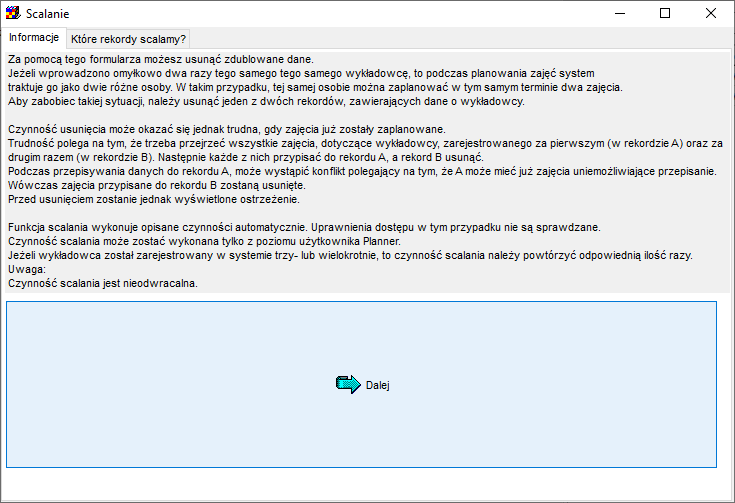 Scalanie
Informacje
Które rekordy scalamy?
Za pomocą tego formularza możesz usunąć zdublowane dane.
Jeżeli wprowadzono omyłkowo dwa razy tego samego tego samego wykładowcę, to podczas planowania zajęć system
traktuje go jako dwie różne osoby. W takim przypadku, tej samej osobie można zaplanować w tym samym terminie dwa zajęcia.
Aby zabobiec takiej sytuacji, należy usunąć jeden z dwóch rekordów, zawierających dane o wykładowcy.
Czynność usunięcia może okazać się jednak trudna, gdy zajęcia już zostały zaplanowane.
Trudność polega na tym, że trzeba przejrzeć wszystkie zajęcia, dotyczące wykładowcy, zarejestrowanego za pierwszym (w rekordzie A) oraz za
drugim razem (w rekordzie B). Następnie każde z nich przypisać do rekordu A, a rekord B usunąć.
Podczas przepisywania danych do rekordu A, może wystąpić konflikt polegający na tym, że A może mieć już zajęcia uniemożliwiające przepisanie.
Wówczas zajęcia przypisane do rekordu B zostaną usunięte.
Przed usunięciem zostanie jednak wyświetlone ostrzeżenie.
Funkcja scalania wykonuje opisane czynności automatycznie. Uprawnienia dostępu w tym przypadku nie są sprawdzane.
Czynność scalania może zostać wykonana tylko z poziomu użytkownika Planner.
Jeżeli wykładowca został zarejestrowany w systemie trzy- lub wielokrotnie, to czynność scalania należy powtórzyć odpowiednią ilość razy.
Uwaga:
Czynność scalania jest nieodwracalna.
Dalej